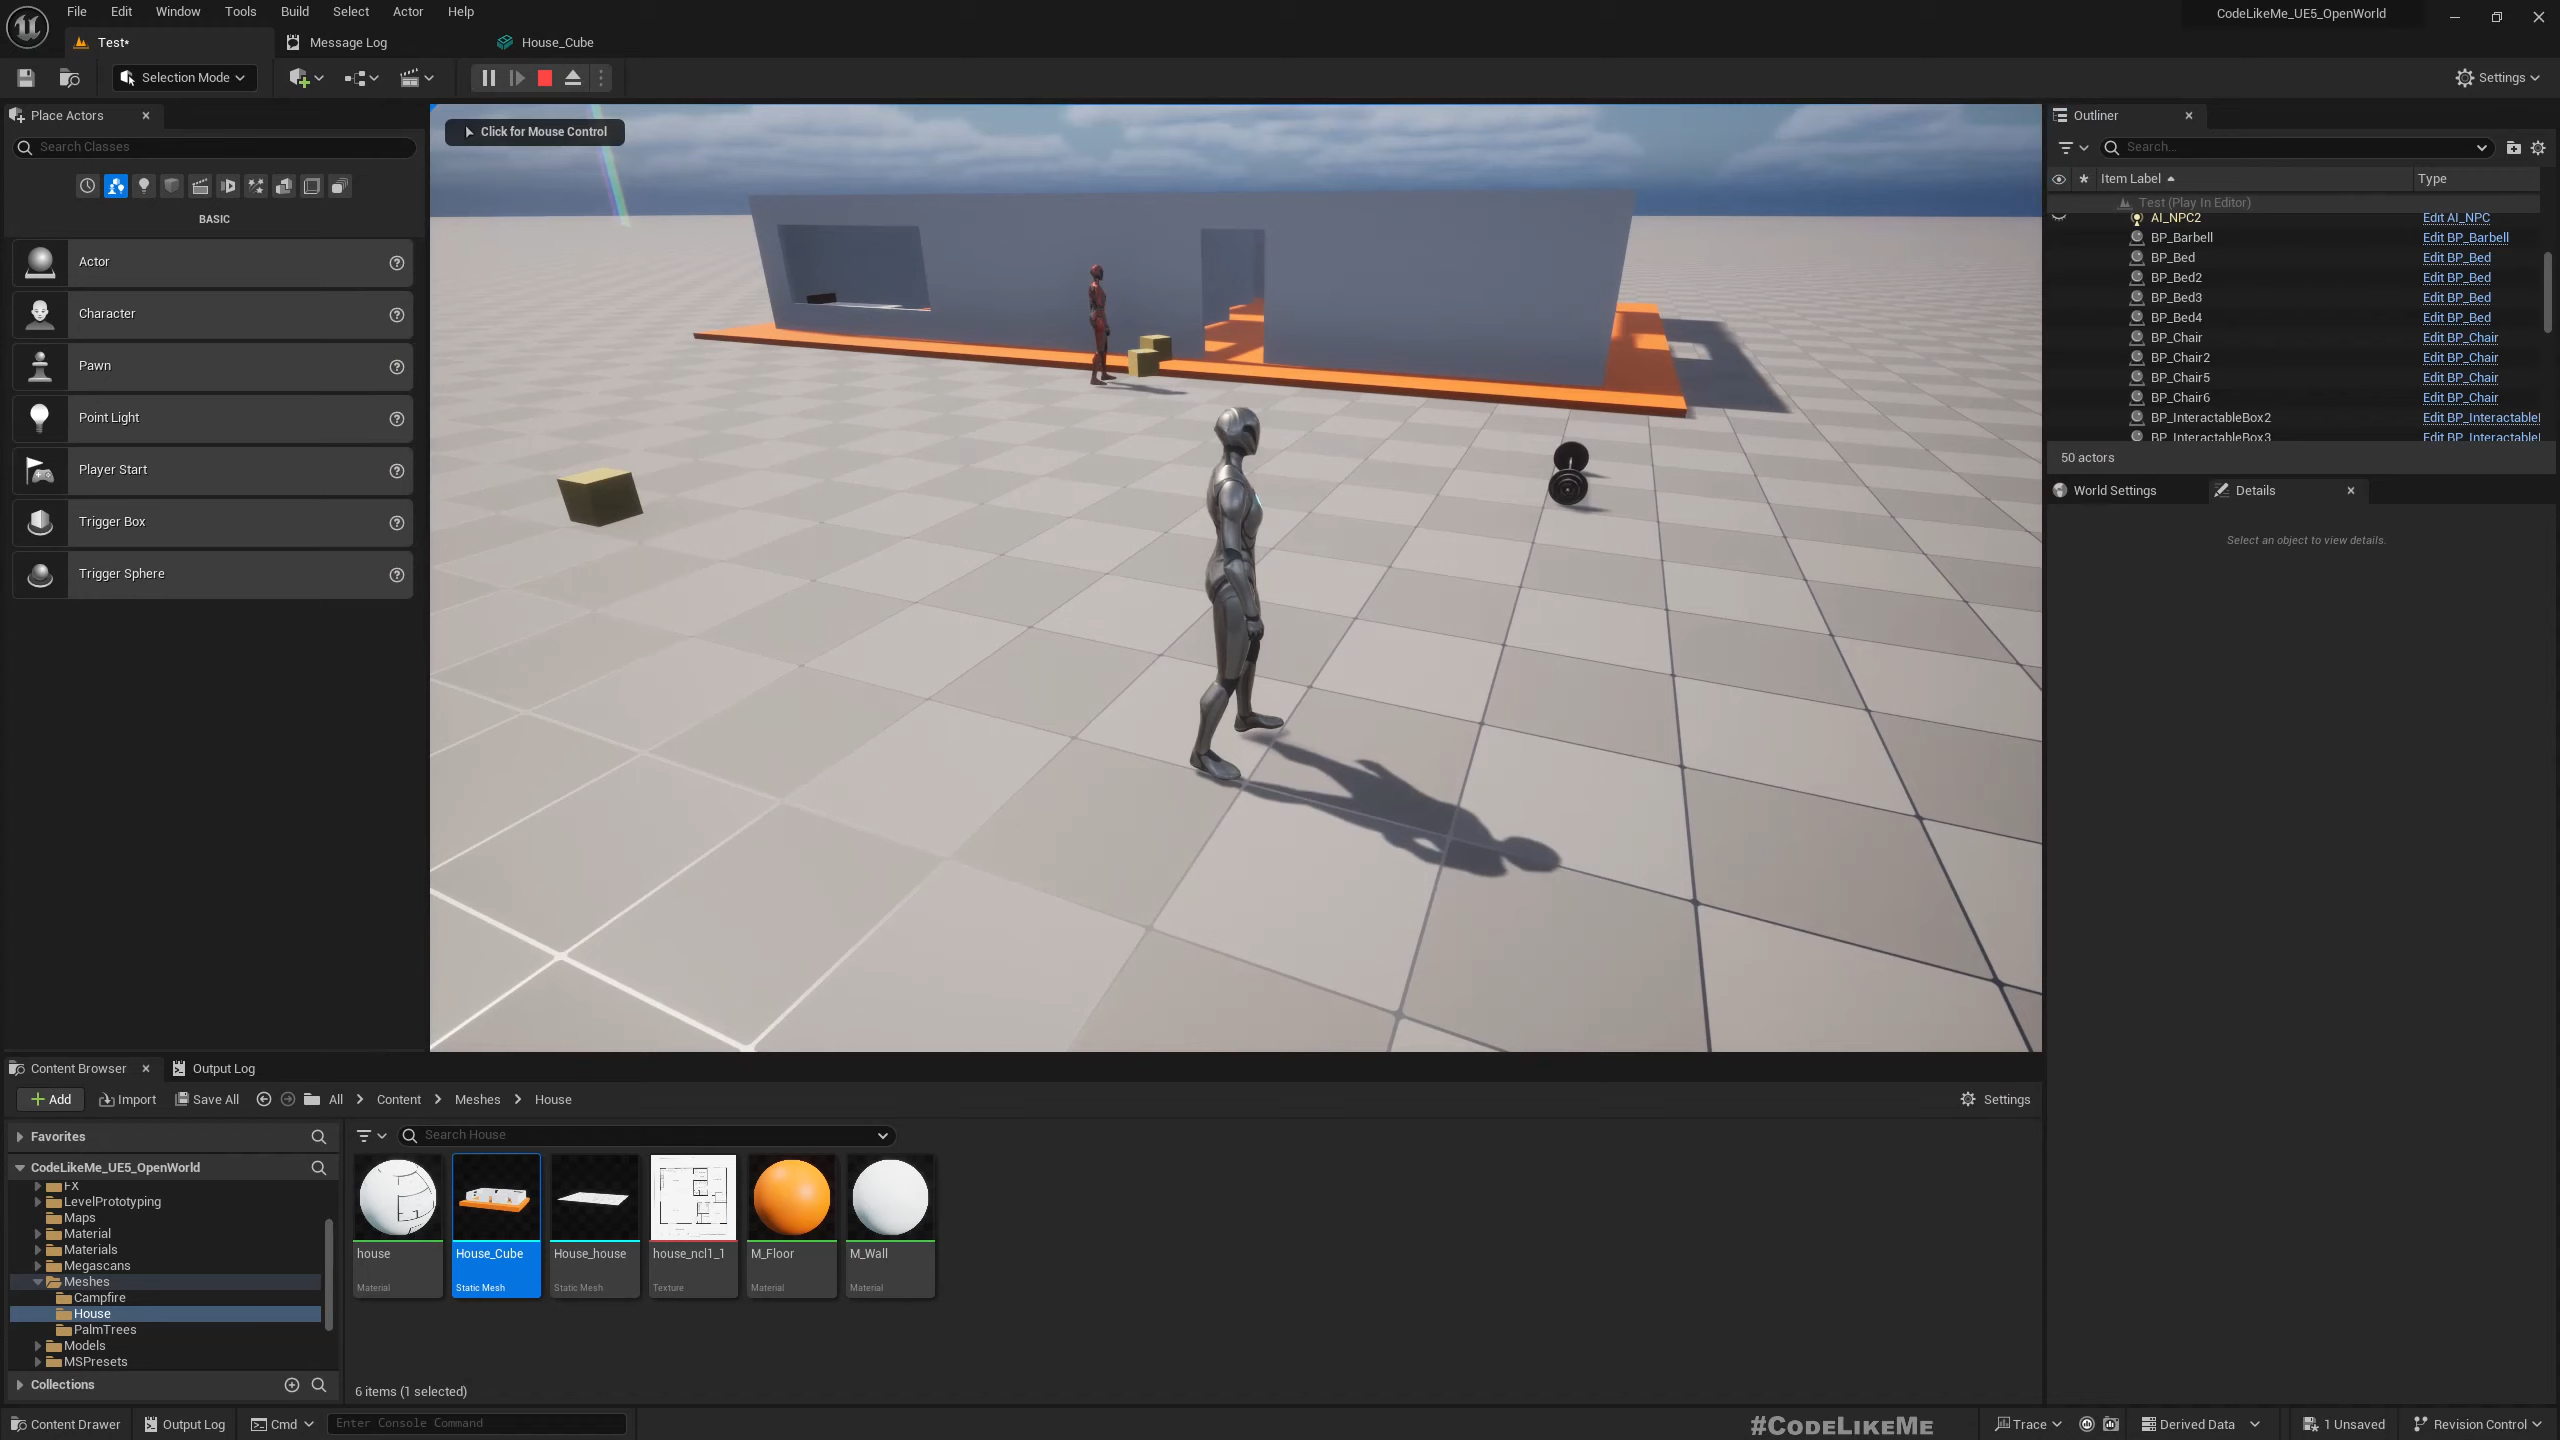 File Edit Window Tools Build Select Actor Help
CodeLikeMe_UE5_OpenWorld
Test*
Message Log
House_Cube
Selection Mode
Settings
Place Actors
Search Classes
BASIC
Actor
Character
Pawn
Point Light
Player Start
Trigger Box
Trigger Sphere
Click for Mouse Control
Outliner
Search...
Item Label
Type
Test (Play In Editor)
AI_NPC2 Edit AI_NPC
BP_Barbell Edit BP_Barbell
BP_Bed Edit BP_Bed
BP_Bed2 Edit BP_Bed
BP_Bed3 Edit BP_Bed
BP_Bed4 Edit BP_Bed
BP_Chair Edit BP_Chair
BP_Chair2 Edit BP_Chair
BP_Chair5 Edit BP_Chair
BP_Chair6 Edit BP_Chair
BP_InteractableBox2 Edit BP_Interactable
BP_InteractableBox3 Edit BP_Interactable
50 actors
World Settings
Details
Select an object to view details.
Content Browser
Output Log
Add
Import
Save All
All
Content
Meshes
House
Settings
Favorites
CodeLikeMe_UE5_OpenWorld
FX
LevelPrototyping
Maps
Material
Materials
Megascans
Meshes
Campfire
House
PalmTrees
Models
MSPresets
Collections
Search House
house
Material
House_Cube
Static Mesh
House_house
Static Mesh
house_ncl1_1
Texture
M_Floor
Material
M_Wall
Material
6 items (1 selected)
Content Drawer
Output Log
Cmd
Enter Console Command
#CodeLikeMe
Trace
Derived Data
1 Unsaved
Revision Control